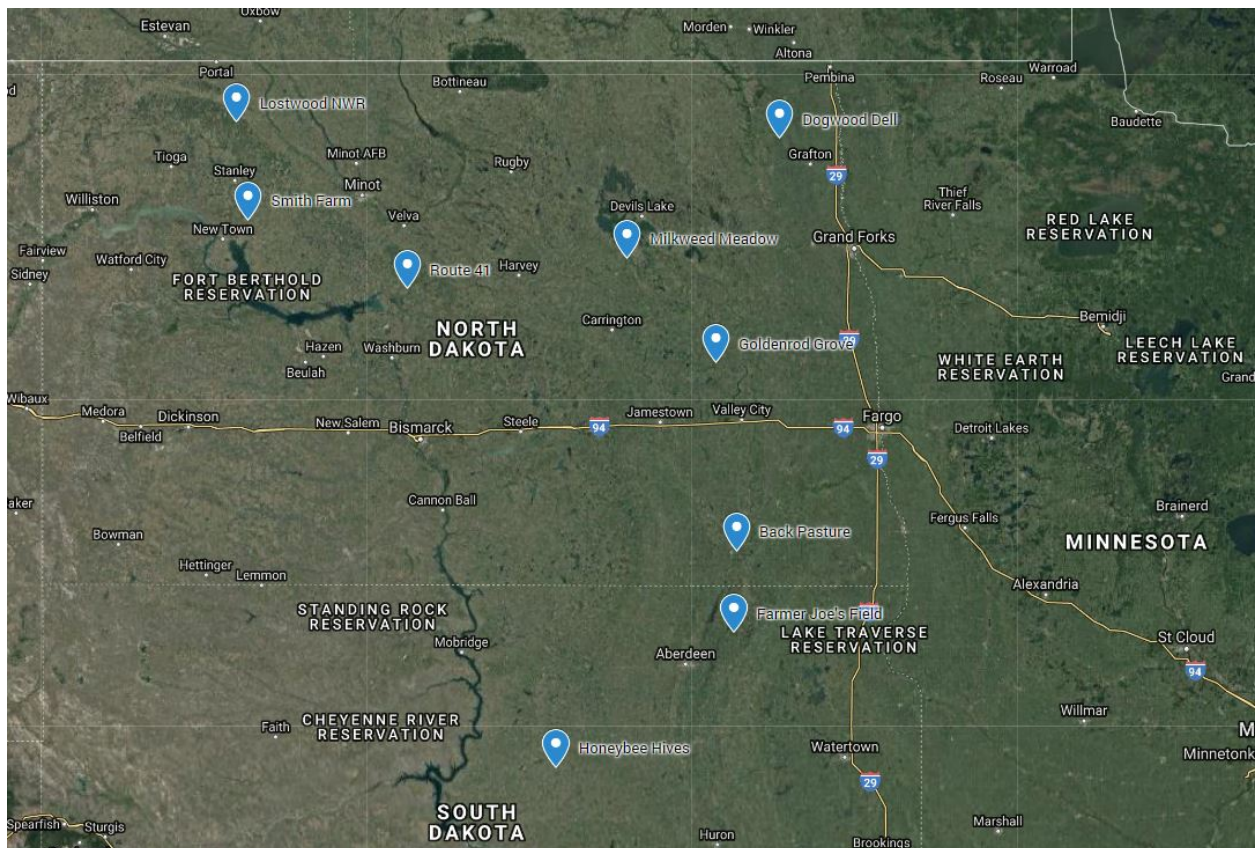 Oxbow
Estevan
Morden
Winkler
Altona
Portal
Pembina
Roseau
Warroad
Bottineau
Lostwood NWR
Dogwood Dell
Baudette
Tioga
Minot AFB
Rugby
Grafton
Stanley
29
Minot
Williston
Smith Farm
Thief
River Falls
Velva
Devils Lake
RED LAKE
RESERVATION
New Town
Milkweed Meadow
Grand Forks
Fairview
Watford City
Sidney
FORT BERTHOLD
RESERVATION
Route 41
Harvey
Carrington
NORTH
DAKOTA
Bemidji
Hazen
Washburn
Goldenrod Grove
29
LEECH LAKE
RESERVATION
Beulah
WHITE EARTH
RESERVATION
Grand
Wibaux
Medora
Dickinson
Belfield
New Salem
Bismarck
Steele
94
Jamestown
Valley City
94
Fargo
Detroit Lakes
29
Cannon Ball
aker
Brainerd
Bowman
Back Pasture
Fergus Falls
MINNESOTA
Hettinger
Lemmon
Alexandria
STANDING ROCK
RESERVATION
Farmer Joe's Field
LAKE TRAVERSE
RESERVATION
Mobridge
Aberdeen
St Cloud
94
CHEYENNE RIVER
RESERVATION
Faith
Willmar
Honeybee Hives
Watertown
M
Minnetonk
29
SOUTH
DAKOTA
Spearfish
Sturgis
Huron
Marshall
Brookings